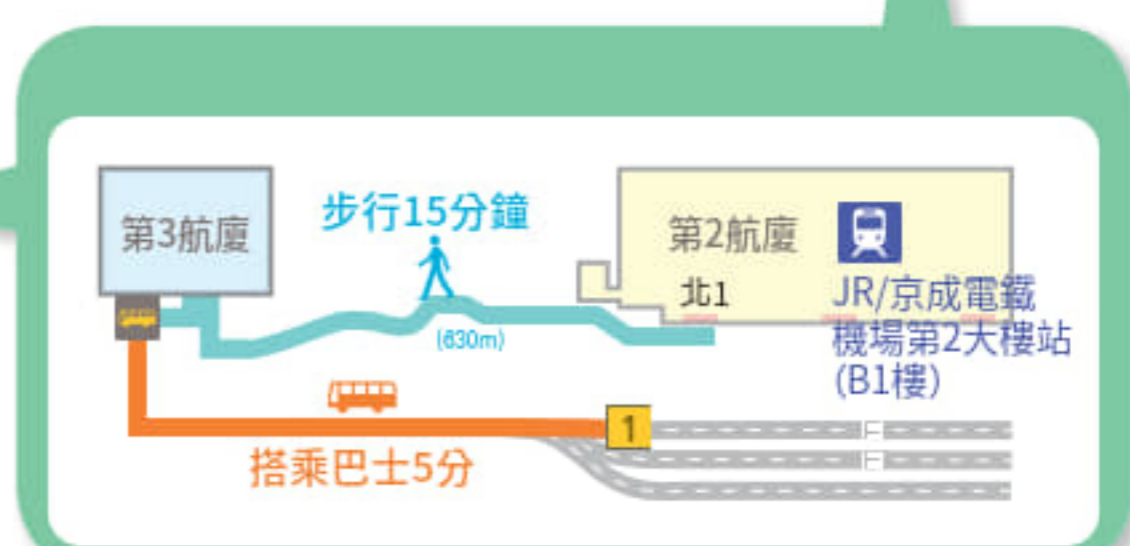 第3航廈
步行15分鐘
(630m)
第2航廈
北1
JR/京成電鐵
機場第2大樓站
(B1樓)
1
搭乘巴士5分